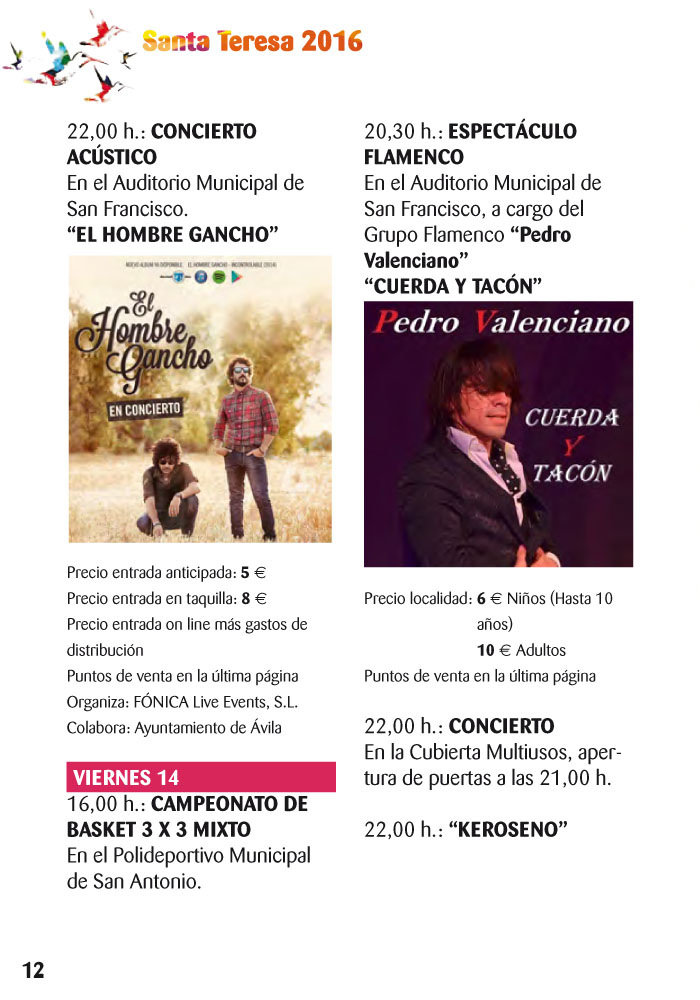 Santa Teresa 2016
22,00 h.: CONCIERTO
ACÚSTICO
En el Auditorio Municipal de
San Francisco.
“EL HOMBRE GANCHO”
NUEVO ALBUM YA DISPONIBLE EL HOMBRE GANCHO - INCONTROLABLE (2014)
El
Hombre
Gancho
EN CONCIERTO
Precio entrada anticipada: 5 €
Precio entrada en taquilla: 8 €
Precio entrada on line más gastos de
distribución
Puntos de venta en la última página
Organiza: FÓNICA Live Events, S.L.
Colabora: Ayuntamiento de Ávila
VIERNES 14
16,00 h.: CAMPEONATO DE
BASKET 3 X 3 MIXTO
En el Polideportivo Municipal
de San Antonio.
20,30 h.: ESPECTÁCULO
FLAMENCO
En el Auditorio Municipal de
San Francisco, a cargo del
Grupo Flamenco “Pedro
Valenciano”
“CUERDA Y TACÓN”
Pedro Valenciano
CUERDA
Y
TACÓN
Precio localidad: 6 € Niños (Hasta 10
años)
10 € Adultos
Puntos de venta en la última página
22,00 h.: CONCIERTO
En la Cubierta Multiusos, aper-
tura de puertas a las 21,00 h.
22,00 h.: “KEROSENO”
12